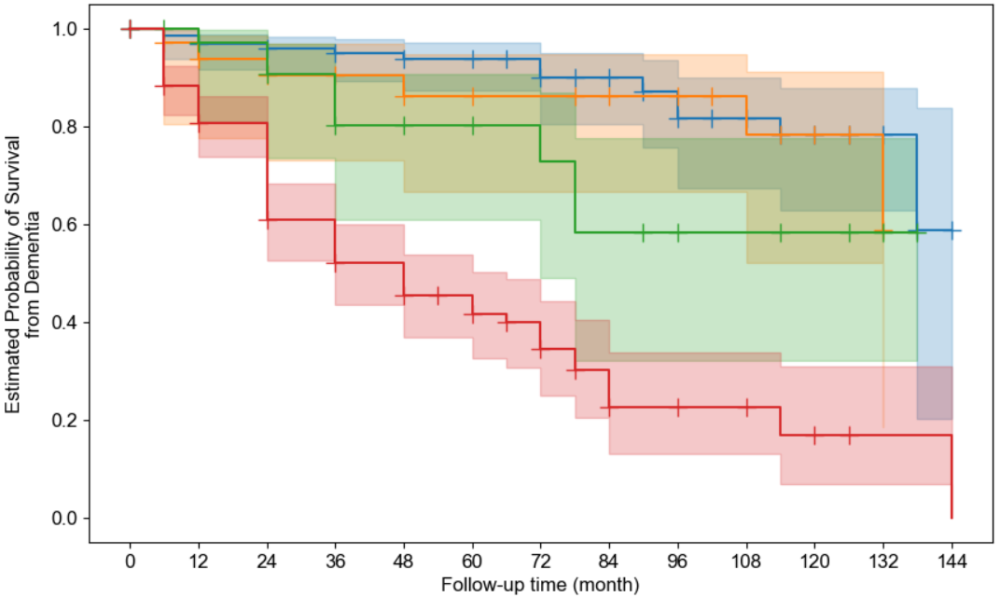 Estimated Probability of Survival
from Dementia
1.0
0.8
0.6
0.4
0.2
0.0
0 12 24 36 48 60 72 84 96 108 120 132 144
Follow-up time (month)